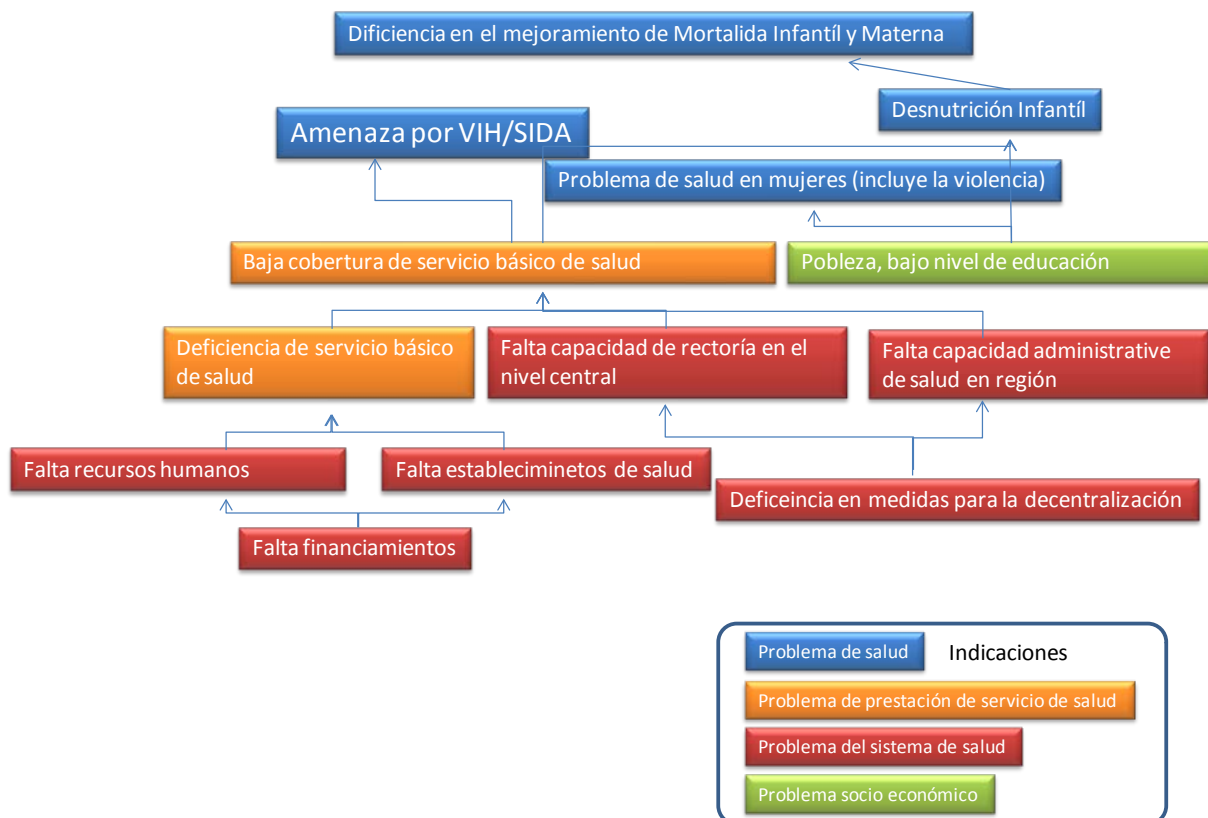 Dificiencia en el mejoramiento de Mortalida Infantíl y Materna
Desnutrición Infantíl
Amenaza por VIH/SIDA
Problema de salud en mujeres (incluye la violencia)
Baja cobertura de servicio básico de salud
Pobleza, bajo nivel de educación
Deficiencia de servicio básico
de salud
Falta capacidad de rectoría en el
nivel central
Falta capacidad administrative
de salud en región
Falta recursos humanos
Falta estableciminetos de salud
Deficeincia en medidas para la decentralización
Falta financiamientos
Problema de salud
Indicaciones
Problema de prestación de servicio de salud
Problema del sistema de salud
Problema socio económico